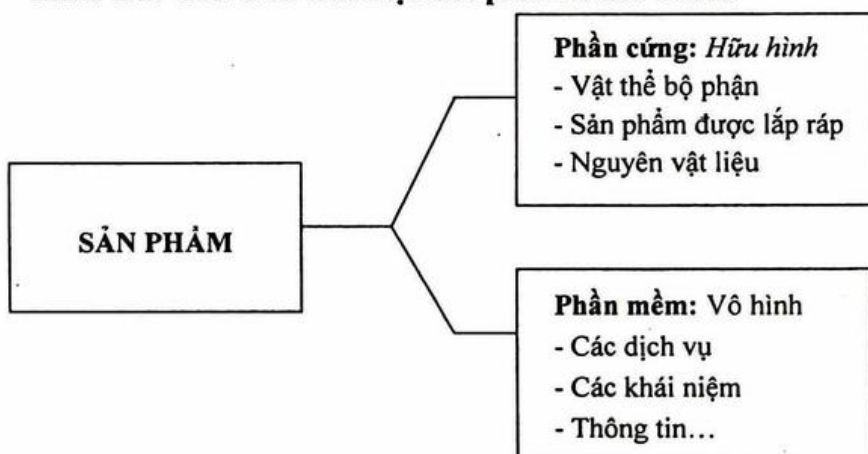 SẢN PHẨM
Phần cứng: Hữu hình
- Vật thể bộ phận
- Sản phẩm được lắp ráp
- Nguyên vật liệu
Phần mềm: Vô hình
- Các dịch vụ
- Các khái niệm
- Thông tin...